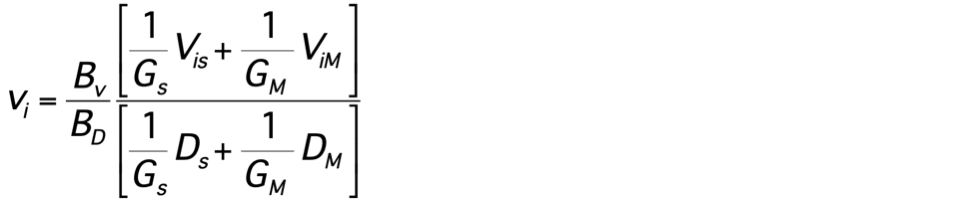 v_i = \frac{B_v}{B_D} \frac{\left[ \frac{1}{G_s} V_{is} + \frac{1}{G_M} V_{iM} \right]}{\left[ \frac{1}{G_s} D_s + \frac{1}{G_M} D_M \right]}